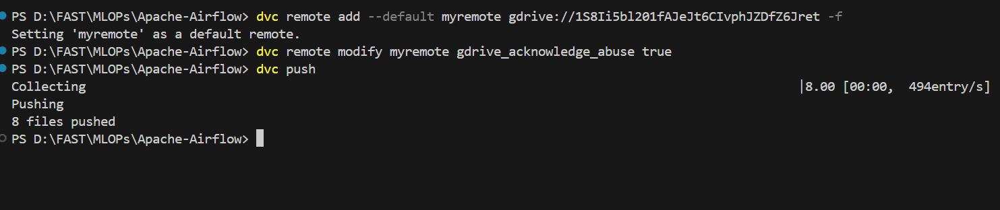 PS D:\FAST\MLOPs\Apache-Airflow> dvc remote add --default myremote gdrive://1S8Ii5bl201fAJeJt6CIvphJZDfZ6Jret -f
Setting 'myremote' as a default remote.
PS D:\FAST\MLOPs\Apache-Airflow> dvc remote modify myremote gdrive_acknowledge_abuse true
PS D:\FAST\MLOPs\Apache-Airflow> dvc push
Collecting |8.00 [00:00, 494entry/s]
Pushing
8 files pushed
PS D:\FAST\MLOPs\Apache-Airflow>